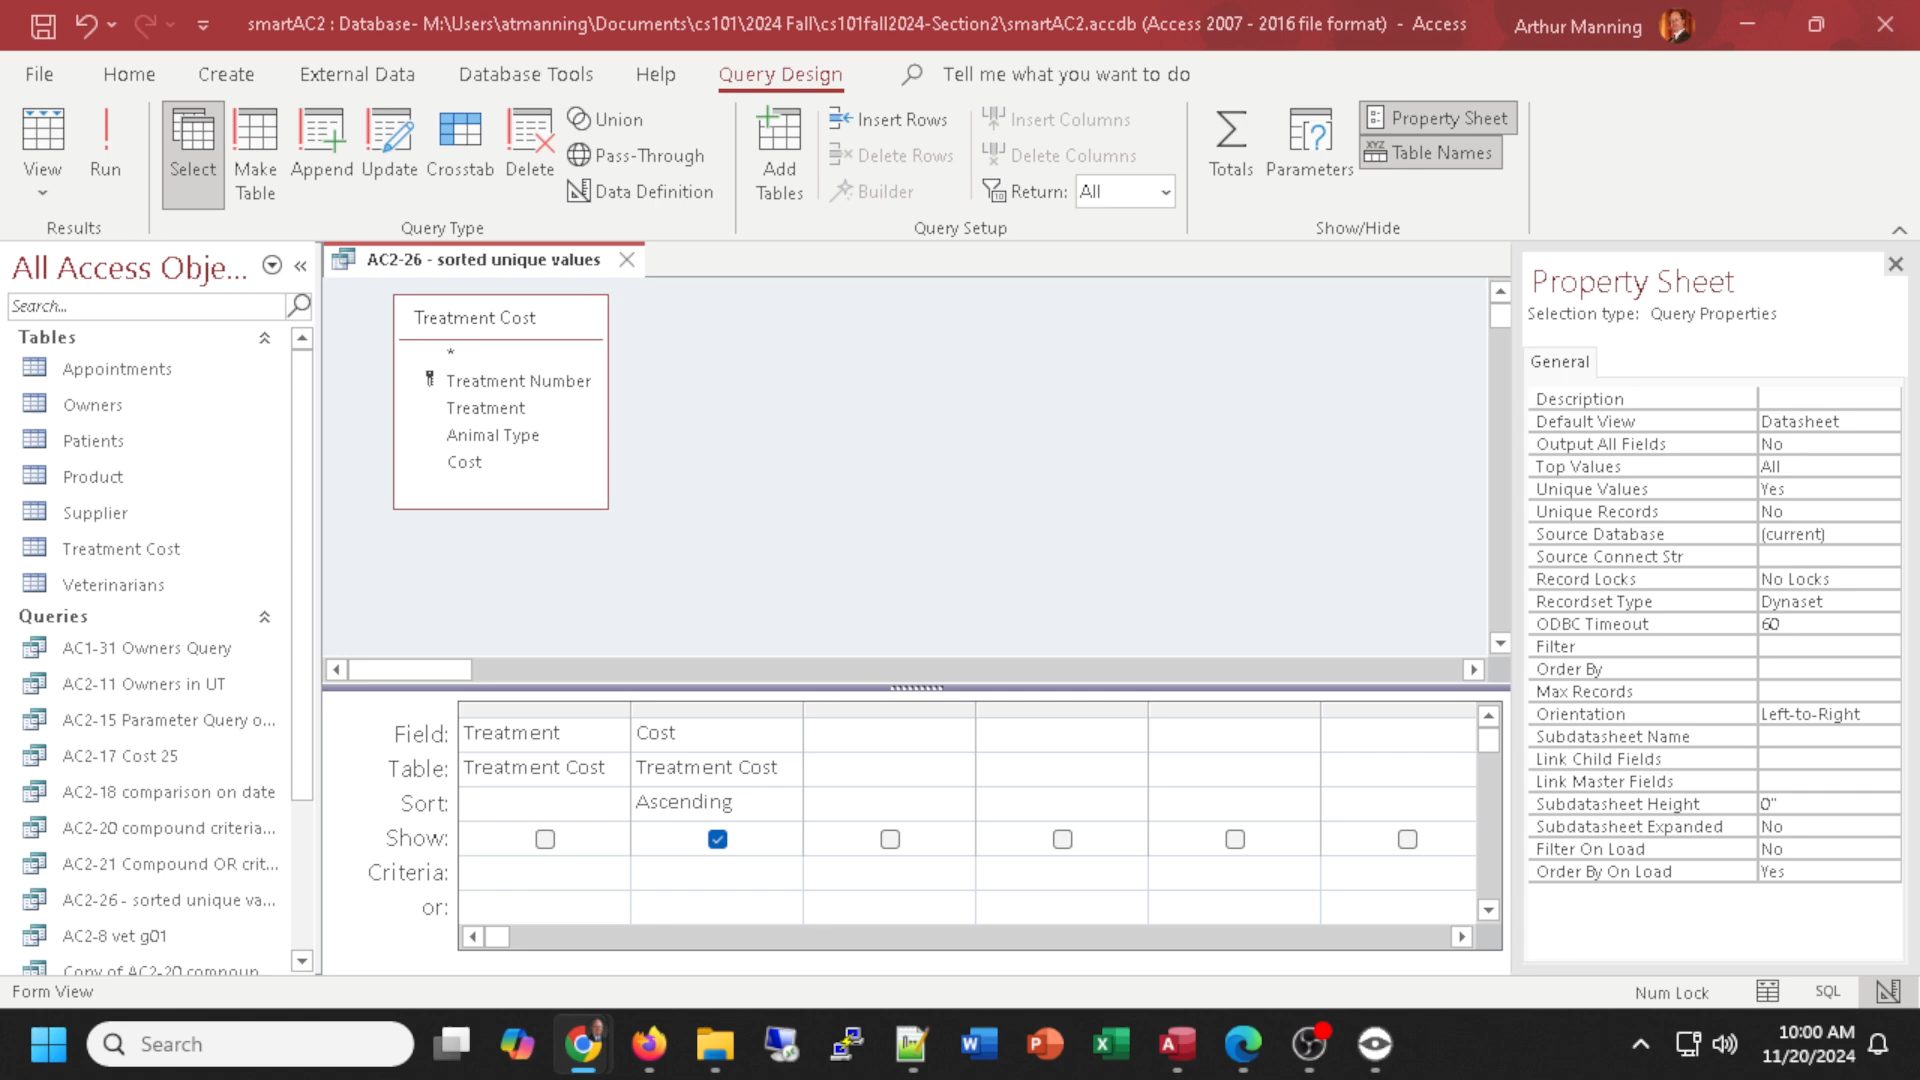 smartAC2 : Database- M:\Users\atmanning\Documents\cs101\2024 Fall\cs101fall2024-Section2\smartAC2.accdb (Access 2007 - 2016 file format) - Access
Arthur Manning
File Home Create External Data Database Tools Help Query Design Tell me what you want to do
View
Run
Select
Make Table
Append
Update
Crosstab
Delete
Union
Pass-Through
Data Definition
Add Tables
Insert Rows
Delete Rows
Builder
Insert Columns
Delete Columns
Return: All
Totals
Parameters
Property Sheet
Table Names
Results
Query Type
Query Setup
Show/Hide
All Access Obje...
Search...
Tables
Appointments
Owners
Patients
Product
Supplier
Treatment Cost
Veterinarians
Queries
AC1-31 Owners Query
AC2-11 Owners in UT
AC2-15 Parameter Query o...
AC2-17 Cost 25
AC2-18 comparison on date
AC2-20 compound criteria...
AC2-21 Compound OR crit...
AC2-26 - sorted unique va...
AC2-8 vet g01
Copy of AC2-20 compoun
AC2-26 - sorted unique values
Treatment Cost
*
Treatment Number
Treatment
Animal Type
Cost
Field: Treatment Cost
Table: Treatment Cost Treatment Cost
Sort: Ascending
Show:
Criteria:
or:
Property Sheet
Selection type: Query Properties
General
Description
Default View Datasheet
Output All Fields No
Top Values All
Unique Values Yes
Unique Records No
Source Database (current)
Source Connect Str
Record Locks No Locks
Recordset Type Dynaset
ODBC Timeout 60
Filter
Order By
Max Records
Orientation Left-to-Right
Subdatasheet Name
Link Child Fields
Link Master Fields
Subdatasheet Height 0"
Subdatasheet Expanded No
Filter On Load No
Order By On Load Yes
Form View
Num Lock
SQL
Search
10:00 AM
11/20/2024